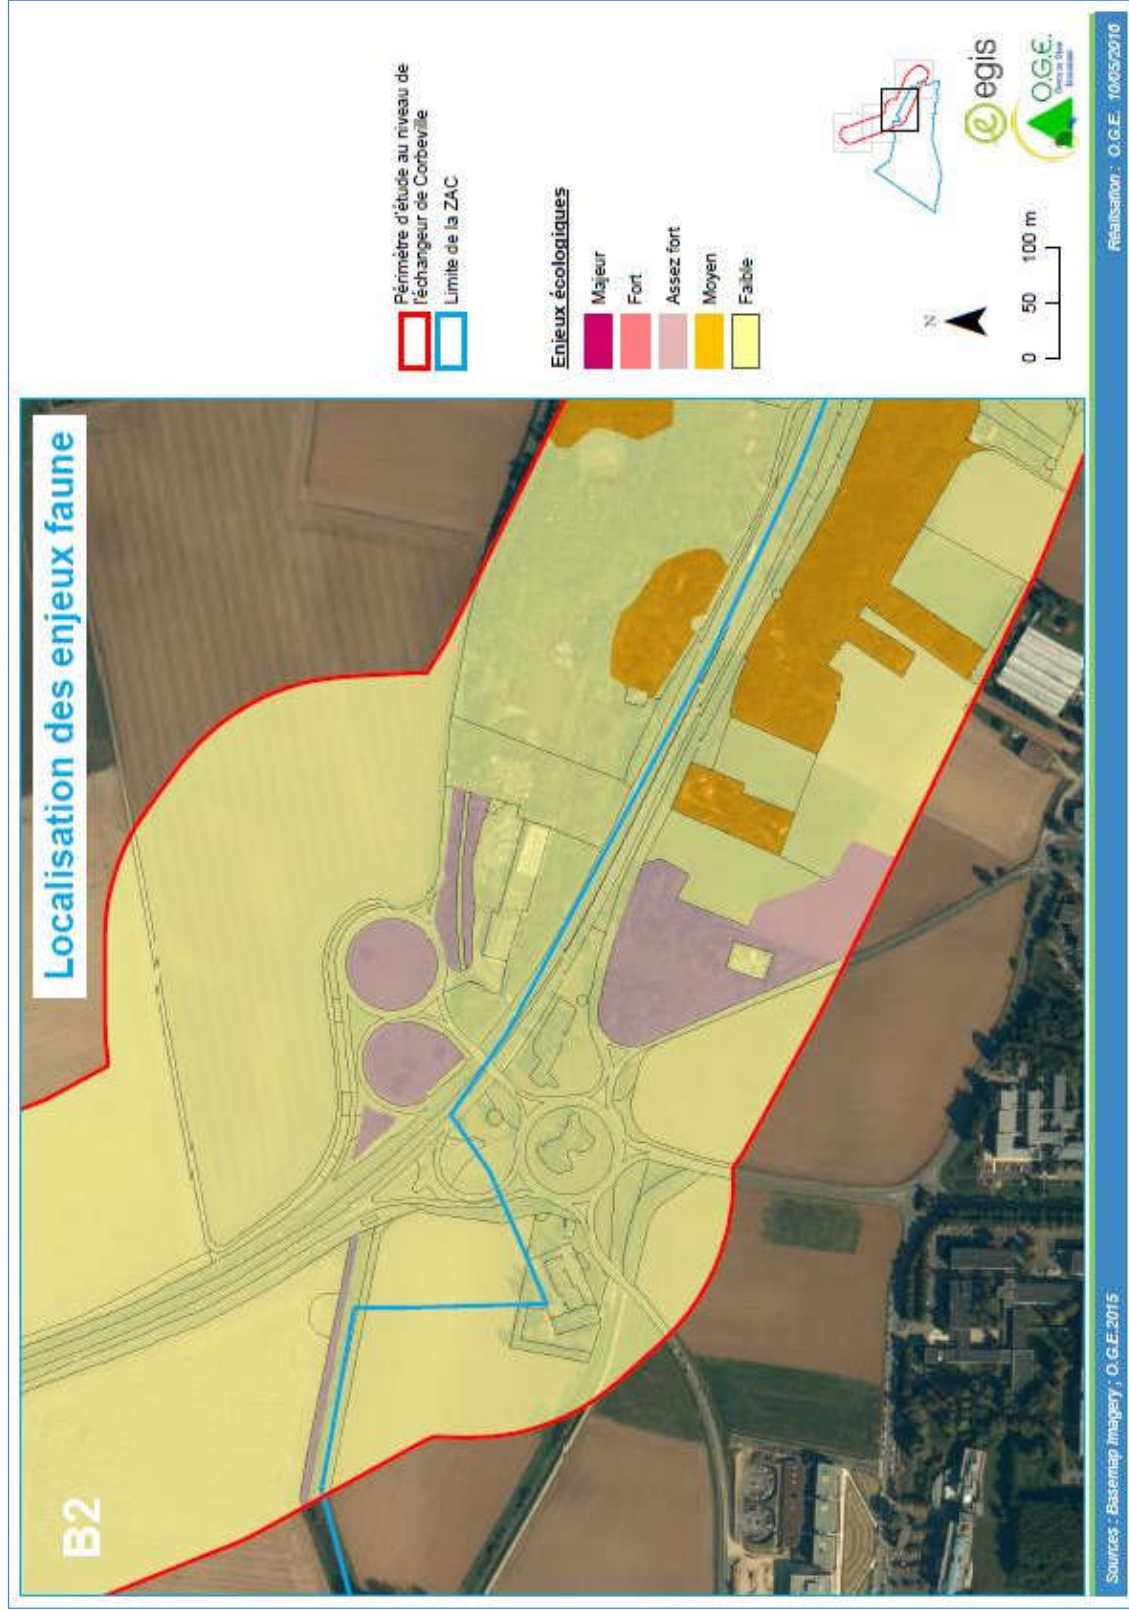 Localisation des enjeux faune
B2
Périmètre d'étude au niveau de
l'échangeur de Corbeville
Limite de la ZAC
Enjeux écologiques
Majeur
Fort
Assez fort
Moyen
Faible
N
0 50 100 m
egis
O.G.E.
Sources : Basemap Imagery ; O.G.E.2015
Réalisation : O.G.E. 10/05/2016